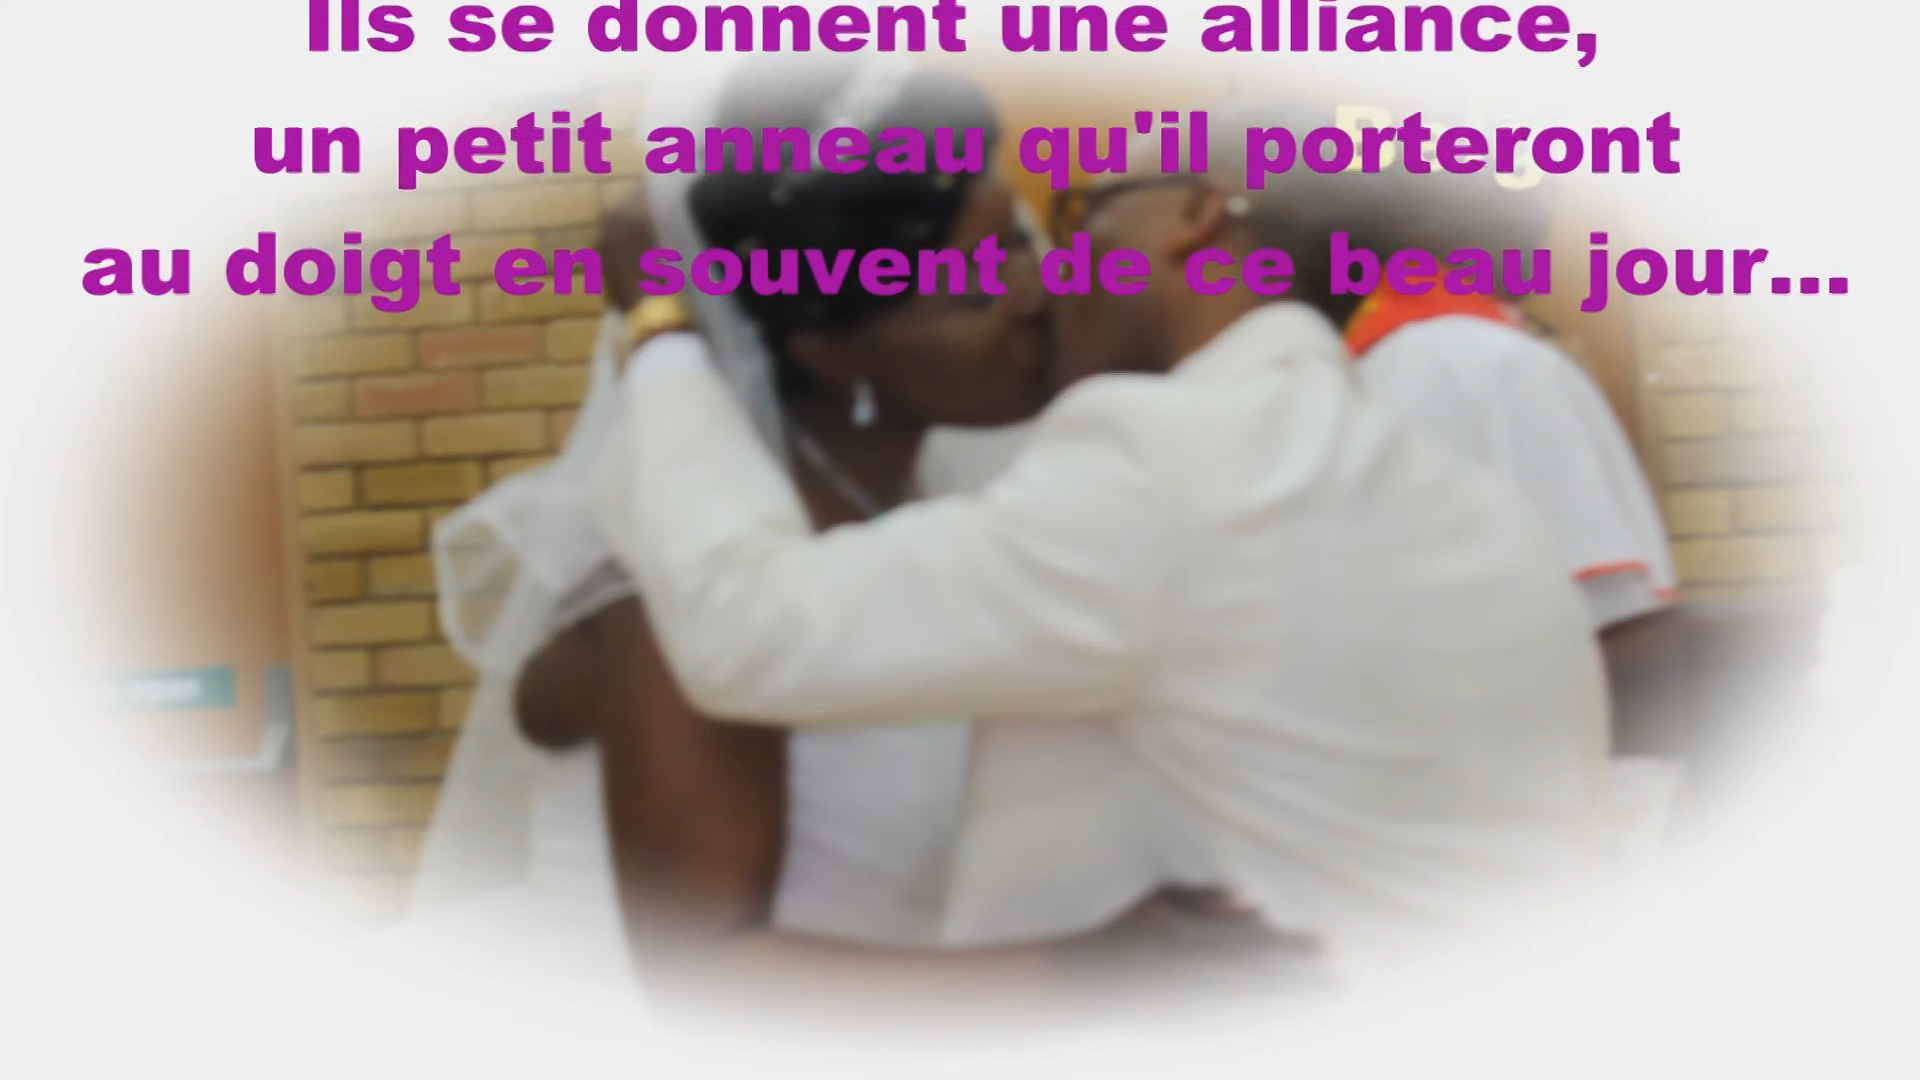 Ils se donnent une alliance,
un petit anneau qu'il porteront
au doigt en souvent de ce beau jour...